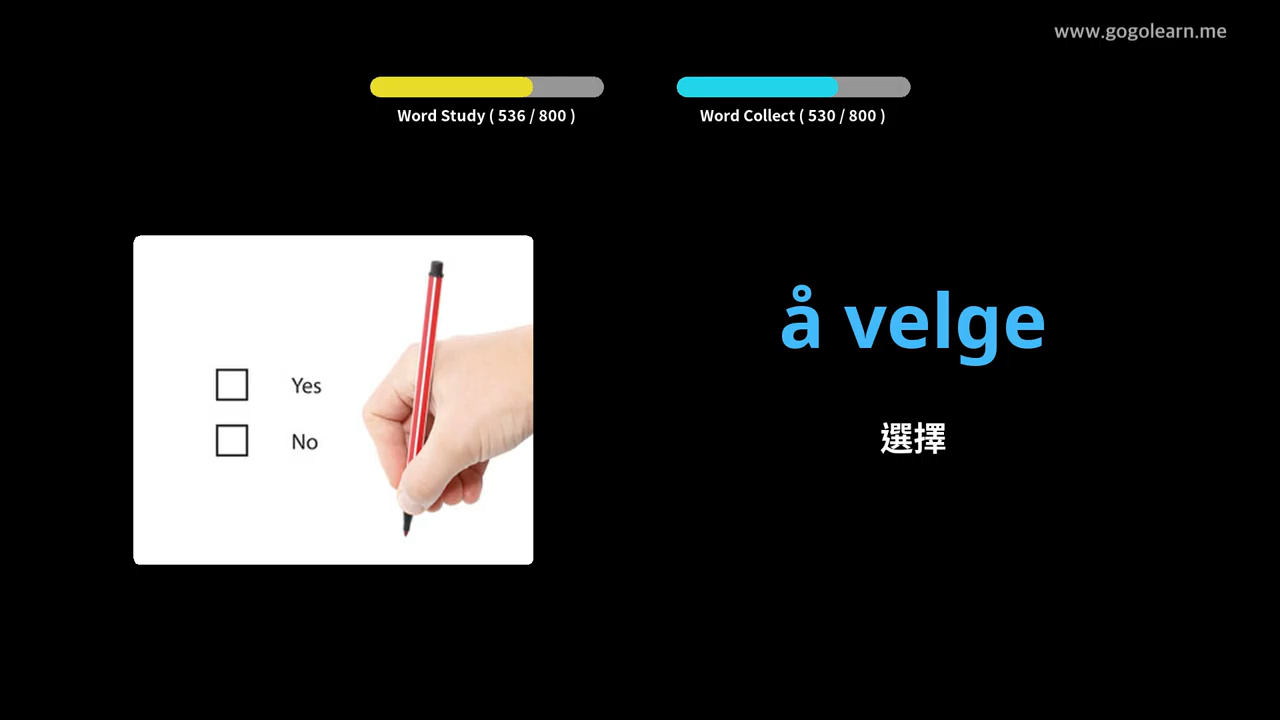 www.gogolearn.me
Word Study ( 536 / 800 )
Word Collect ( 530 / 800 )
Yes
No
å velge
選擇